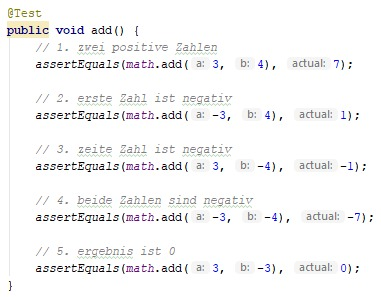 @Test
public void add() {
// 1. zwei positive Zahlen
assertEquals(math.add( a: 3, b: 4), actual: 7);
// 2. erste Zahl ist negativ
assertEquals(math.add( a: -3, b: 4), actual: 1);
// 3. zeite Zahl ist negativ
assertEquals(math.add( a: 3, b: -4), actual: -1);
// 4. beide Zahlen sind negativ
assertEquals(math.add( a: -3, b: -4), actual: -7);
// 5. ergebnis ist 0
assertEquals(math.add( a: 3, b: -3), actual: 0);
}